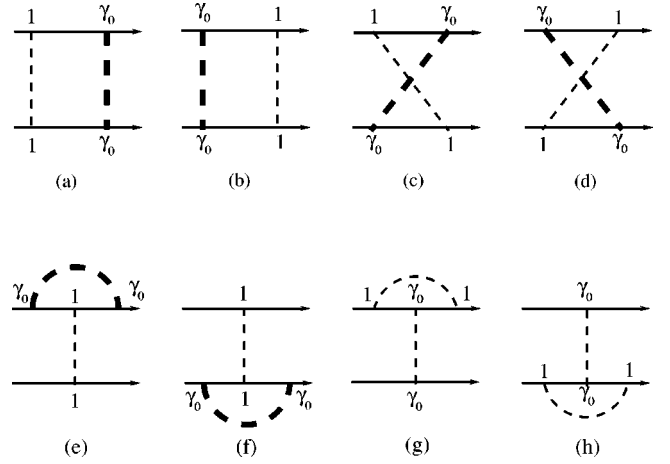 1 γ₀ γ₀ 1 1 γ₀ γ₀ 1
1 γ₀ γ₀ 1 γ₀ 1 1 γ₀
(a) (b) (c) (d)
γ₀ 1 γ₀ 1 1 γ₀ 1 γ₀
1 γ₀ 1 γ₀ γ₀ 1 γ₀ 1
(e) (f) (g) (h)